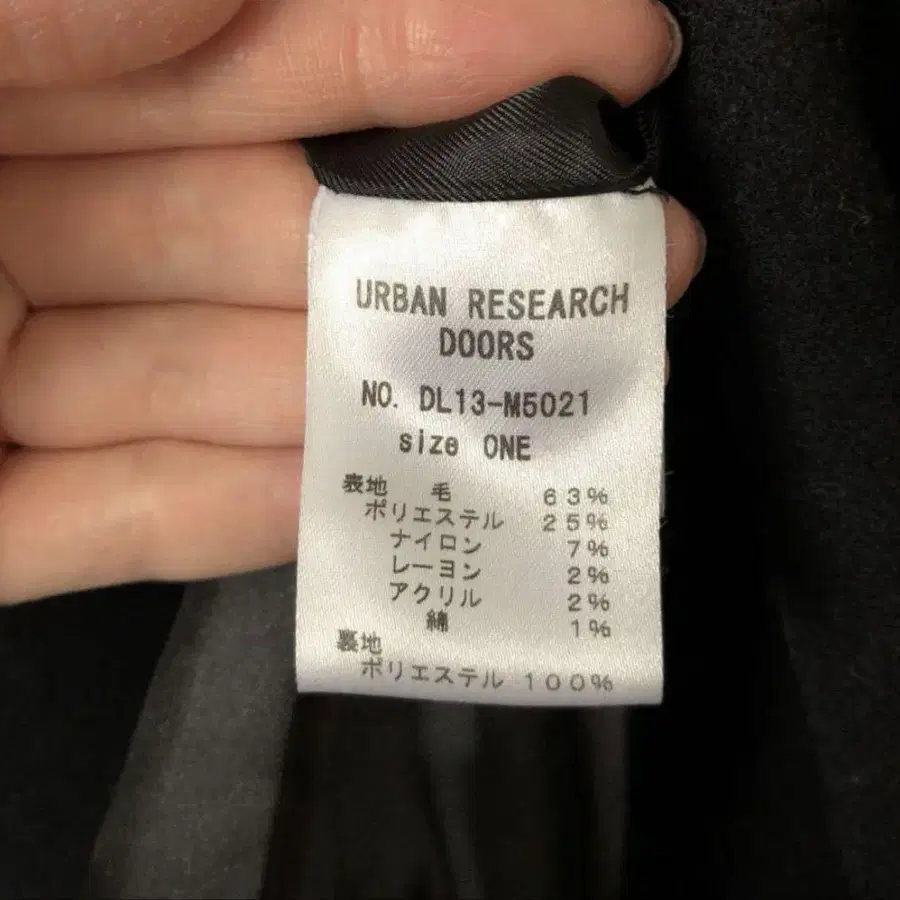 URBAN RESEARCH
DOORS
NO. DL13-M5021
size ONE
表地 毛 63%
ポリエステル 25%
ナイロン 7%
レーヨン 2%
アクリル 2%
綿 1%
裏地
ポリエステル 100%